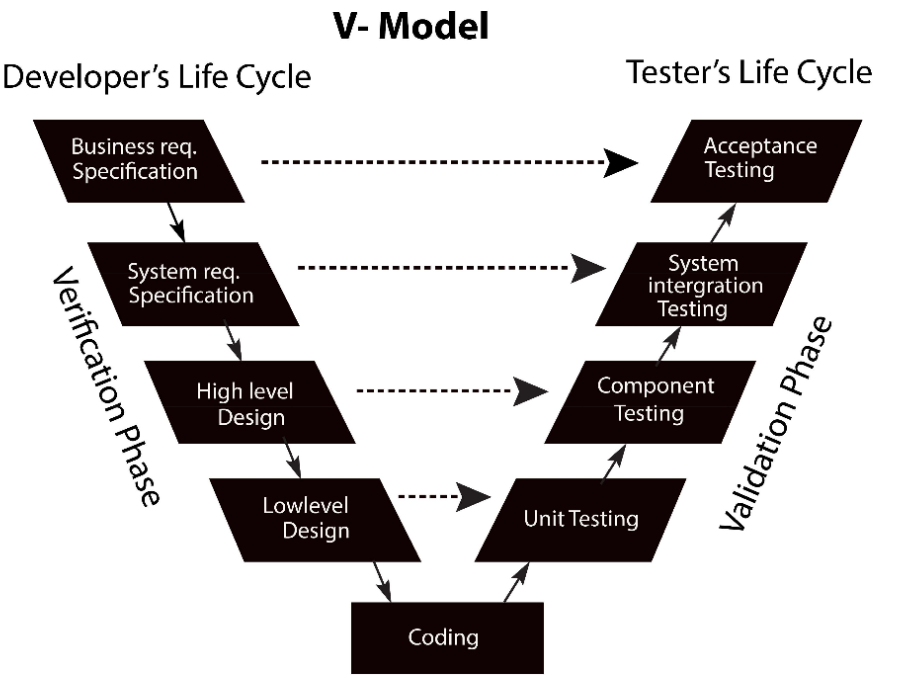 V- Model
Developer's Life Cycle
Tester's Life Cycle
Business req.
Specification
Acceptance
Testing
System req.
Specification
System
intergration
Testing
Verification Phase
High level
Design
Component
Testing
Validation Phase
Lowlevel
Design
Unit Testing
Coding